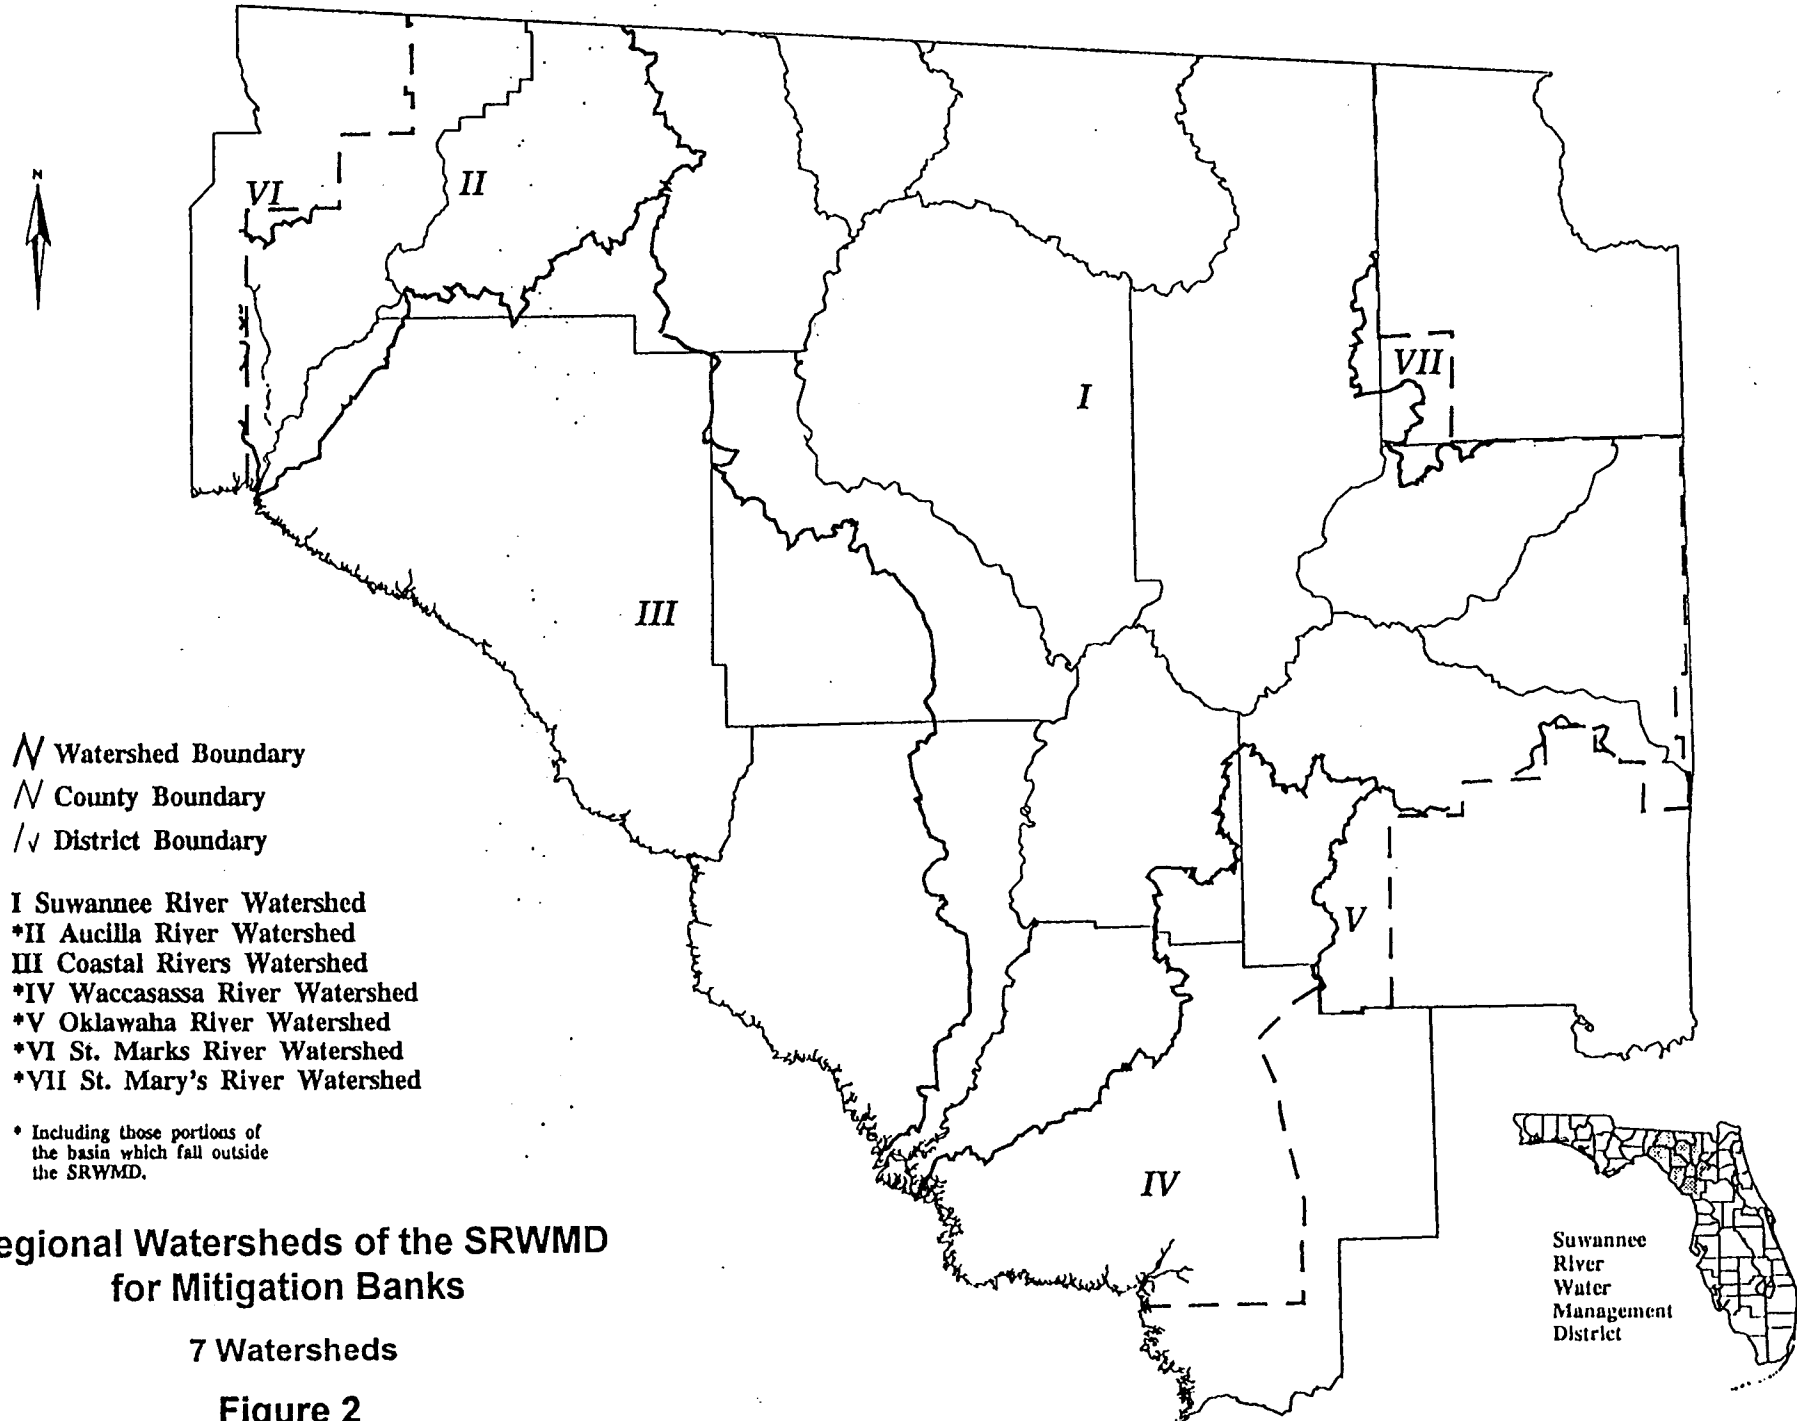 N
VI
II
VII
I
III
V
IV
Watershed Boundary
County Boundary
District Boundary
I Suwannee River Watershed
*II Aucilla River Watershed
III Coastal Rivers Watershed
*IV Waccasassa River Watershed
*V Oklawaha River Watershed
*VI St. Marks River Watershed
*VII St. Mary's River Watershed
* Including those portions of
the basin which fall outside
the SRWMD.
egional Watersheds of the SRWMD
for Mitigation Banks
7 Watersheds
Figure 2
Suwannee
River
Water
Management
District